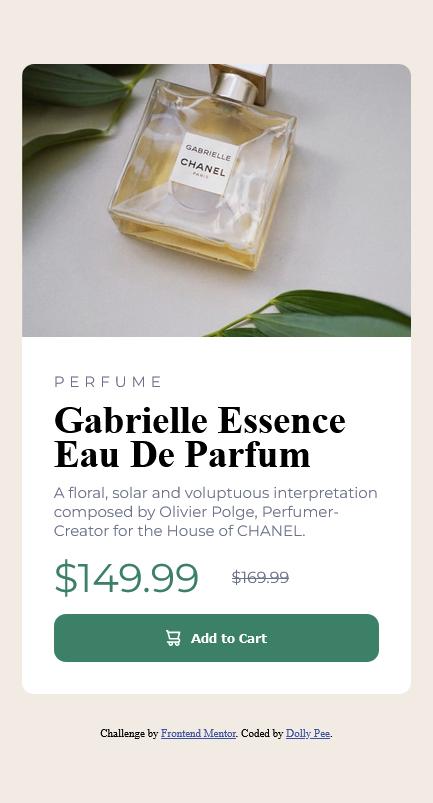 GABRIELLE
CHANEL
PARIS
PERFUME
Gabrielle Essence
Eau De Parfum
A floral, solar and voluptuous interpretation
composed by Olivier Polge, Perfumer-
Creator for the House of CHANEL.
$149.99 $169.99
Add to Cart
Challenge by Frontend Mentor. Coded by Dolly Pee.